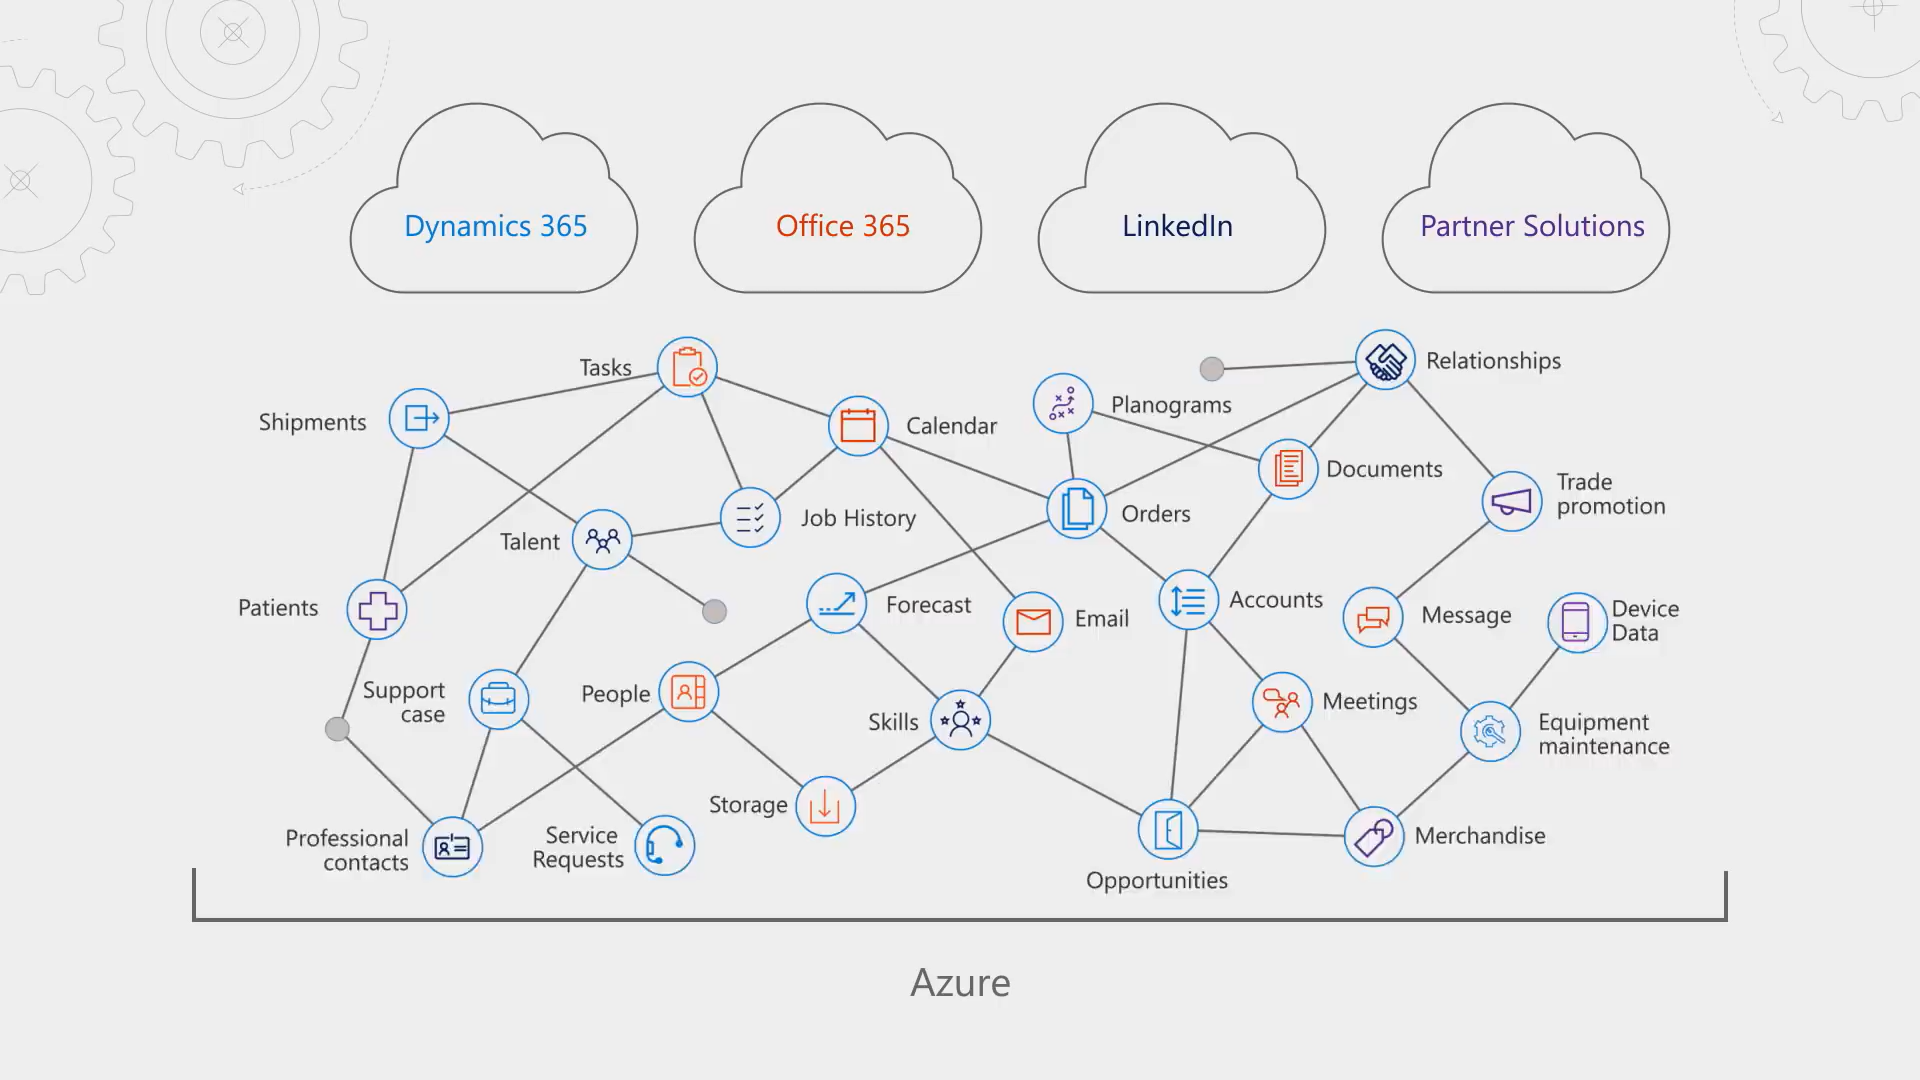 Dynamics 365
Office 365
LinkedIn
Partner Solutions
Tasks
Relationships
Shipments
Calendar
Planograms
Documents
Trade
promotion
Talent
Job History
Orders
Patients
Forecast
Email
Accounts
Message
Device
Data
Support
case
People
Skills
Meetings
Equipment
maintenance
Professional
contacts
Service
Requests
Storage
Opportunities
Merchandise
Azure